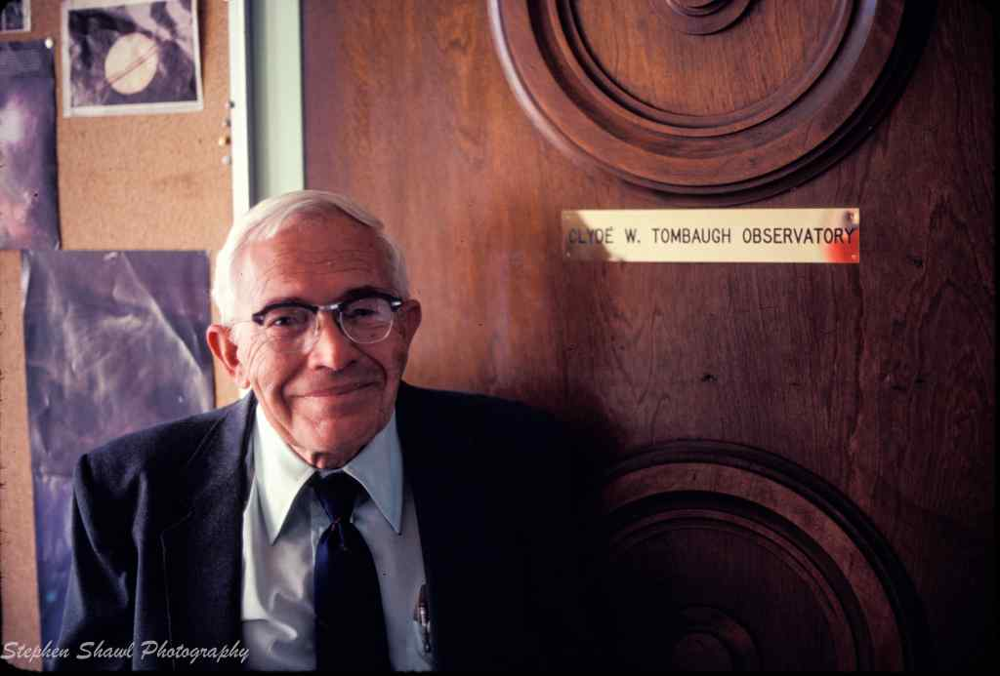 CLYDE W. TOMBAUGH OBSERVATORY
Stephen Shawl Photography